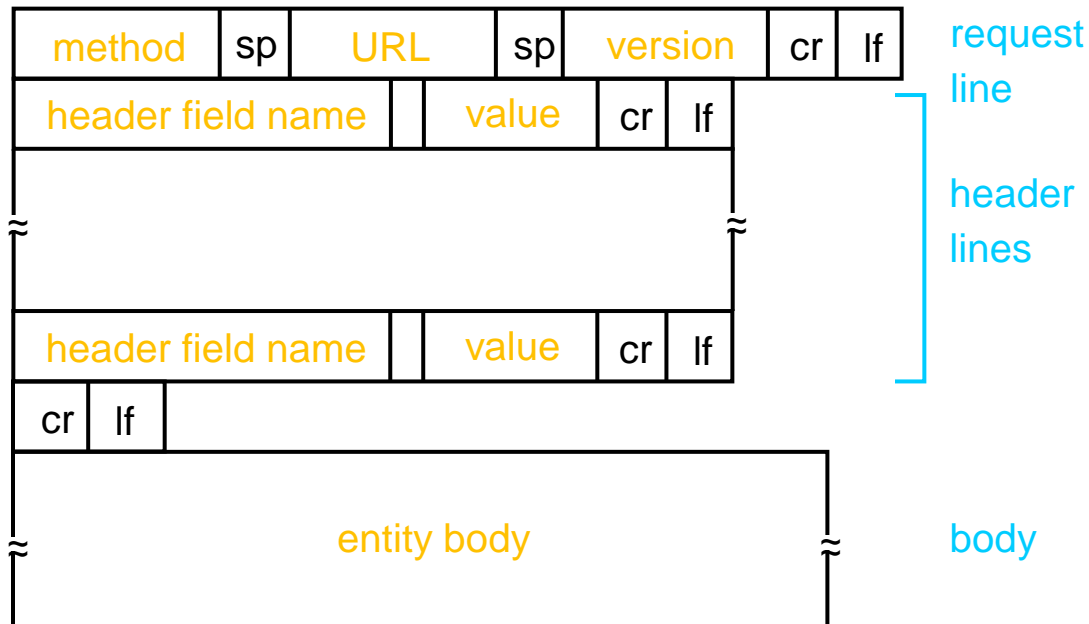 method sp URL sp version cr lf request
line
header field name value cr lf
header
lines
header field name value cr lf
cr lf
entity body body
≈ ≈
≈ ≈